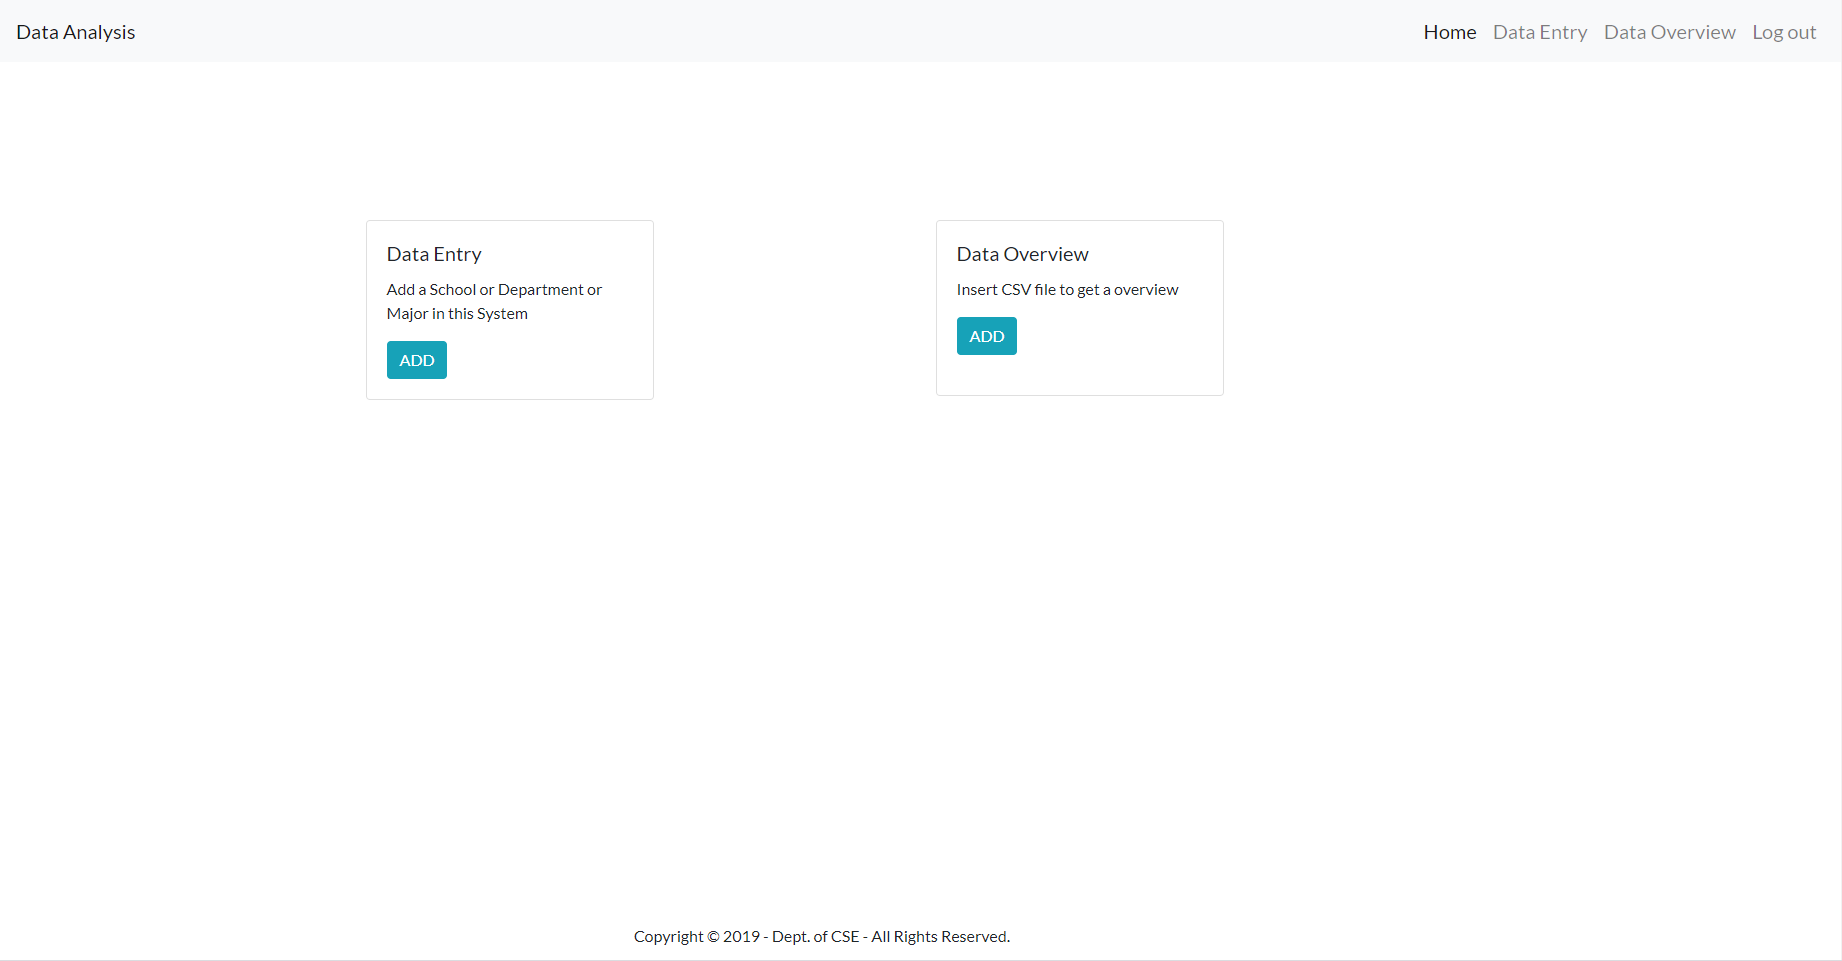 Data Analysis
Home Data Entry Data Overview Log out
Data Entry
Add a School or Department or
Major in this System
ADD
Data Overview
Insert CSV file to get a overview
ADD
Copyright © 2019 - Dept. of CSE - All Rights Reserved.